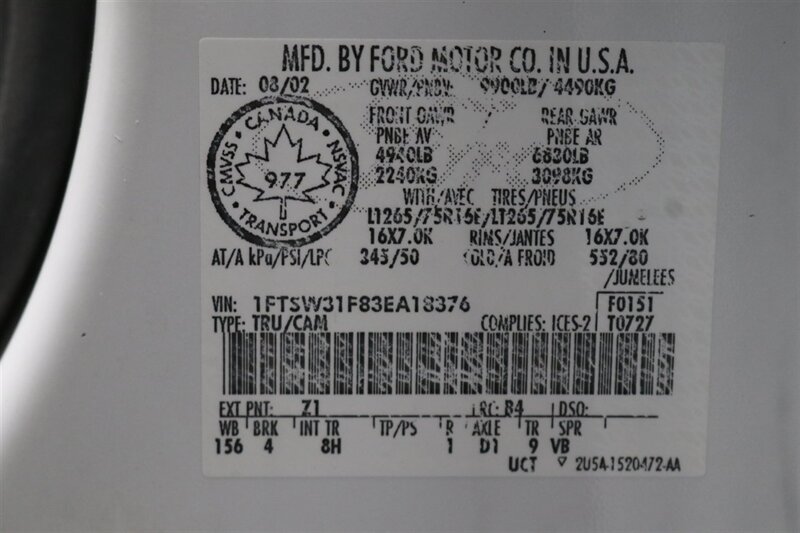 MFD. BY FORD MOTOR CO. IN U.S.A.
DATE: 08/02 GVWR/PNBV: 9900LB/ 4490KG
FRONT GAWR REAR GAWR
PNBE AV PNBE AR
4940LB 6830LB
2240KG 3098KG
WITH/AVEC TIRES/PNEUS
LT265/75R16E/LT265/75R16E
16X7.0K RIMS/JANTES 16X7.0K
AT/A kPa/PSI/LPC 345/50 COLD/A FROID 552/80
/JUMELEES
CANADA
CMVSS • NSVAC
977
TRANSPORT
VIN: 1FTSW31F83EA18376 F0151
TYPE: TRU/CAM COMPLIES: ICES-2 T0727
EXT PNT: Z1 RC: B4 DSO:
WB BRK INT TR TP/PS R AXLE TR SPR
156 4 8H 1 D1 9 VB
UCT ▽ 2U5A-1520472-AA